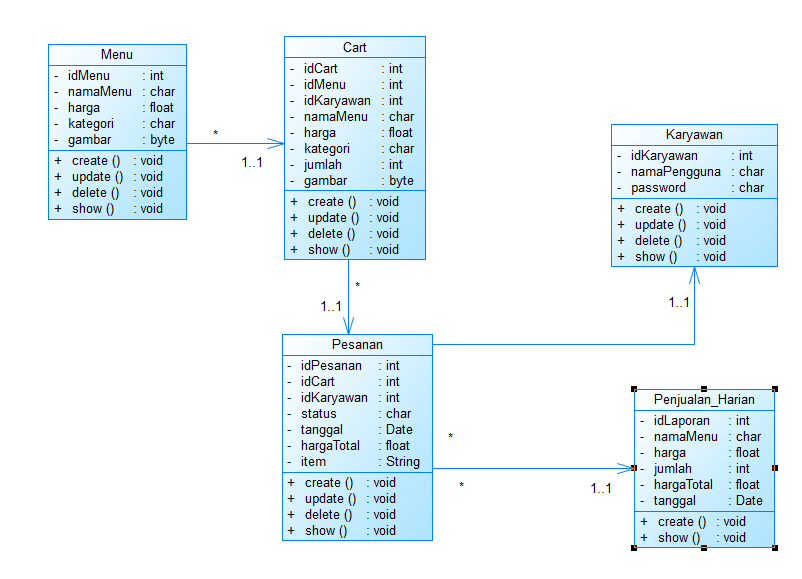 Menu
- idMenu : int
- namaMenu : char
- harga : float
- kategori : char
- gambar : byte
+ create () : void
+ update () : void
+ delete () : void
+ show () : void
*
1..1
Cart
- idCart : int
- idMenu : int
- idKaryawan : int
- namaMenu : char
- harga : float
- kategori : char
- jumlah : int
- gambar : byte
+ create () : void
+ update () : void
+ delete () : void
+ show () : void
*
1..1
Karyawan
- idKaryawan : int
- namaPengguna : char
- password : char
+ create () : void
+ update () : void
+ delete () : void
+ show () : void
1..1
Pesanan
- idPesanan : int
- idCart : int
- idKaryawan : int
- status : char
- tanggal : Date
- hargaTotal : float
- item : String
+ create () : void
+ update () : void
+ delete () : void
+ show () : void
*
*
1..1
Penjualan_Harian
- idLaporan : int
- namaMenu : char
- harga : float
- jumlah : int
- hargaTotal : float
- tanggal : Date
+ create () : void
+ show () : void